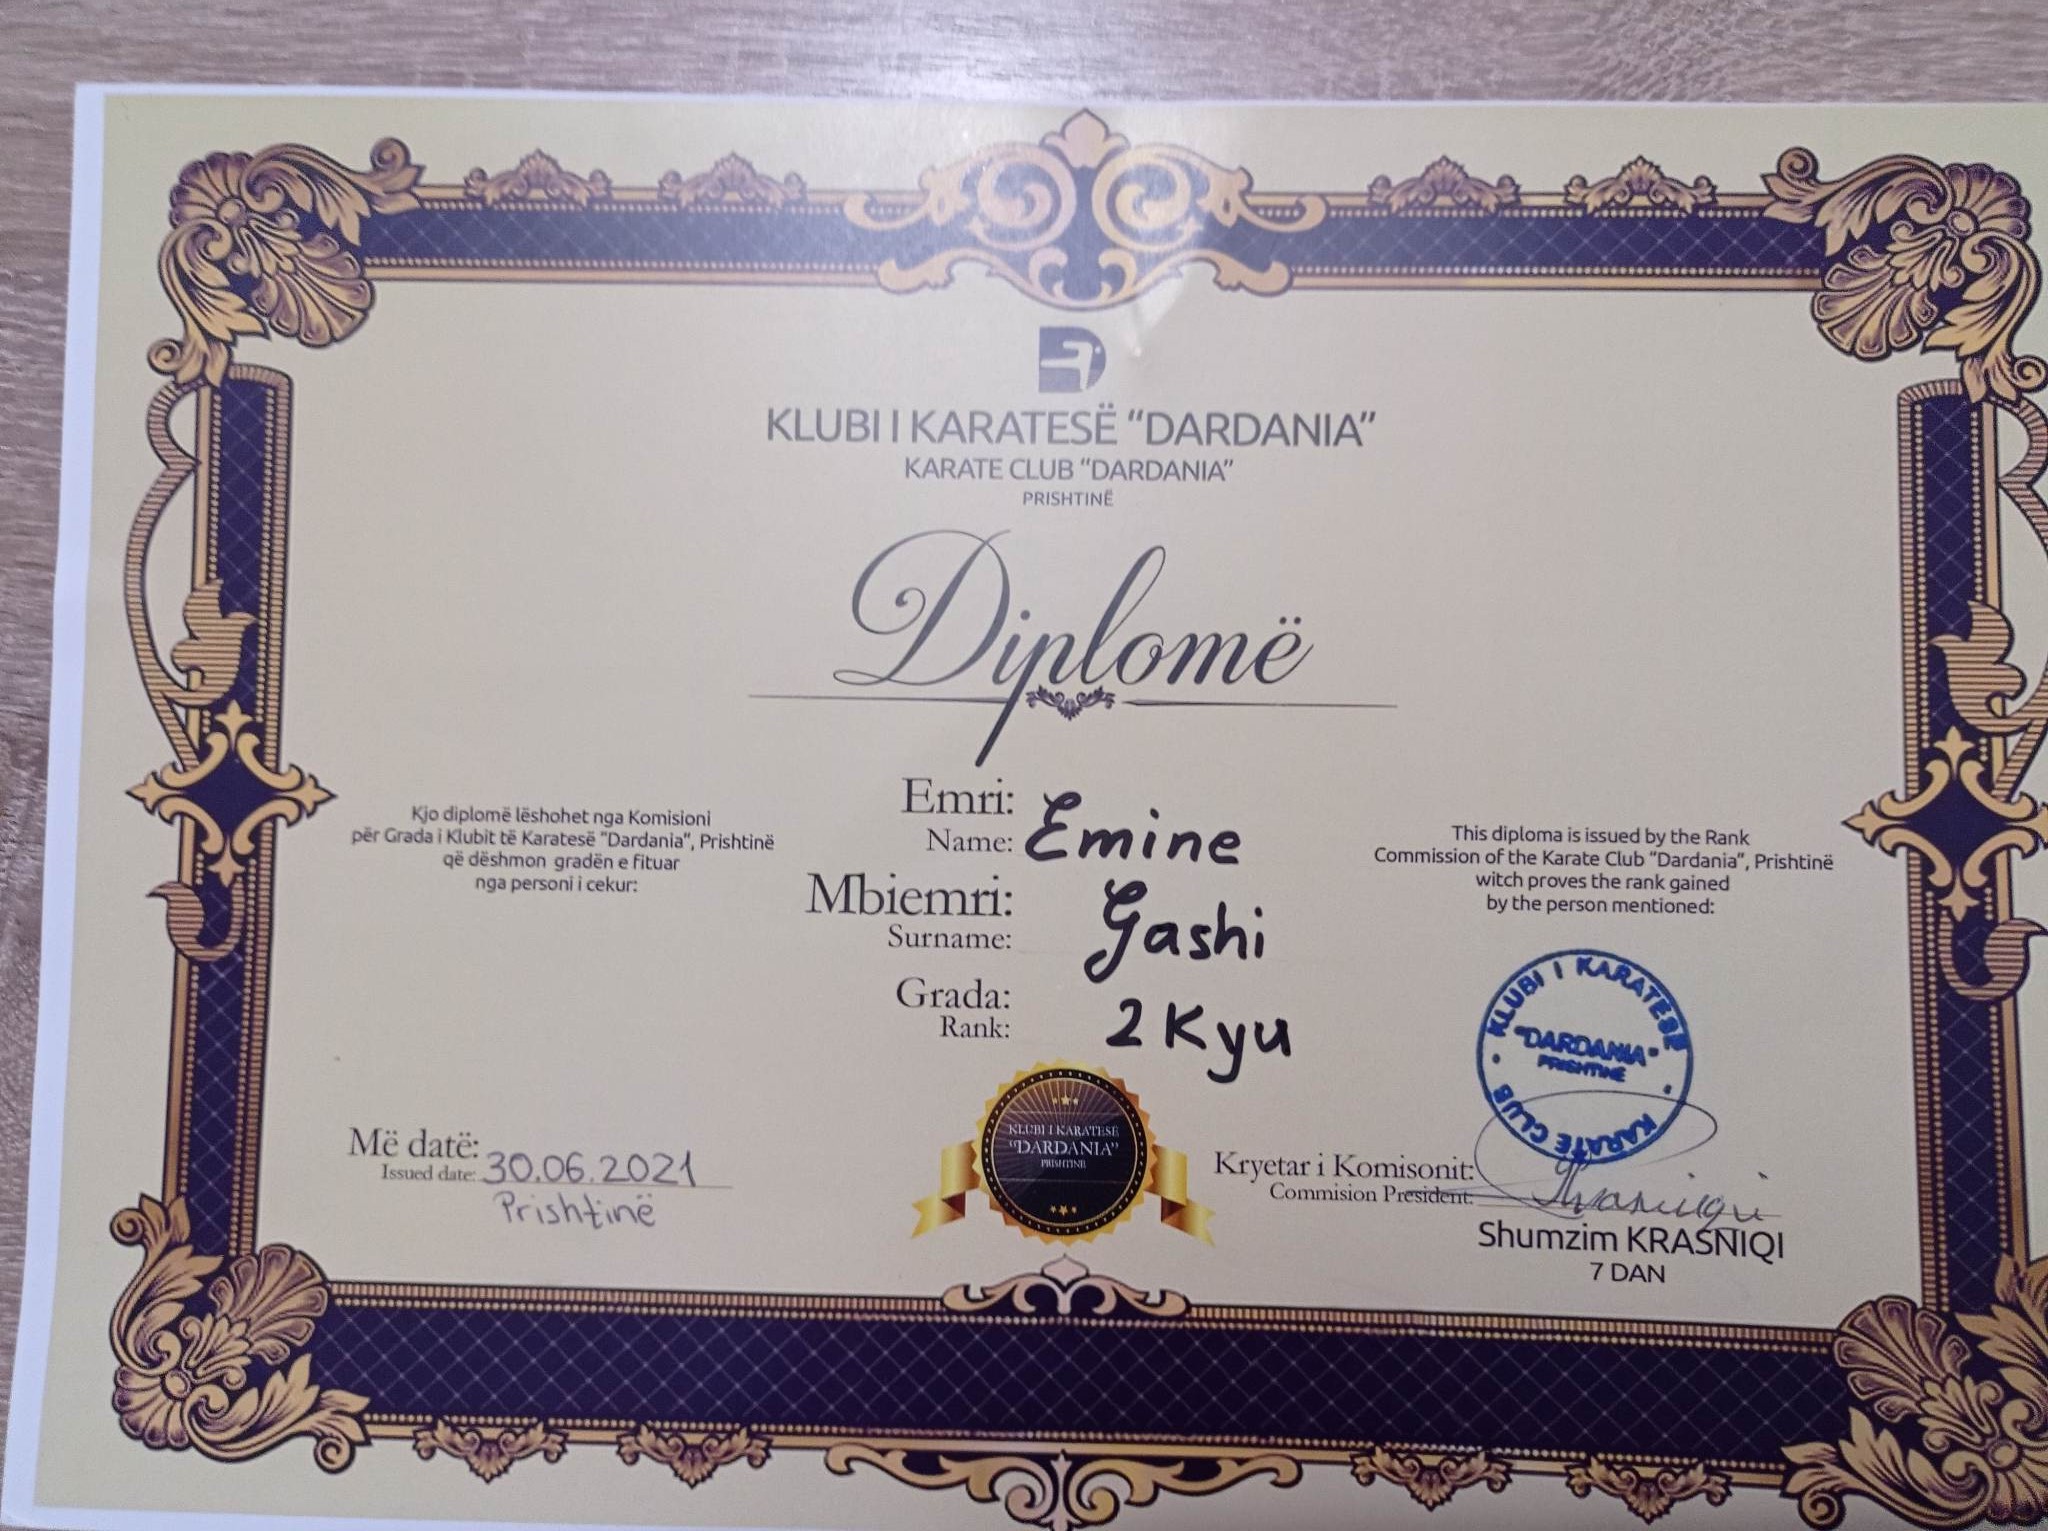 KLUBI I KARATESË "DARDANIA"
KARATE CLUB "DARDANIA"
PRISHTINË
Diplomë
Kjo diplomë lëshohet nga Komisioni
për Grada i Klubit të Karatesë "Dardania", Prishtinë
që dëshmon gradën e fituar
nga personi i cekur:
Emri:
Name: Emine
Mbiemri:
Surname: Gashi
Grada:
Rank: 2 Kyu
This diploma is issued by the Rank
Commission of the Karate Club "Dardania", Prishtinë
witch proves the rank gained
by the person mentioned:
KLUBI I KARATESË
"DARDANIA"
PRISHTINË
KARATE CLUB
Më datë:
Issued date: 30.06.2021
Prishtinë
KLUBI I KARATESË
"DARDANIA"
PRISHTINË
Kryetar i Komisonit:
Commision President:
Shumzim KRASNIQI
7 DAN